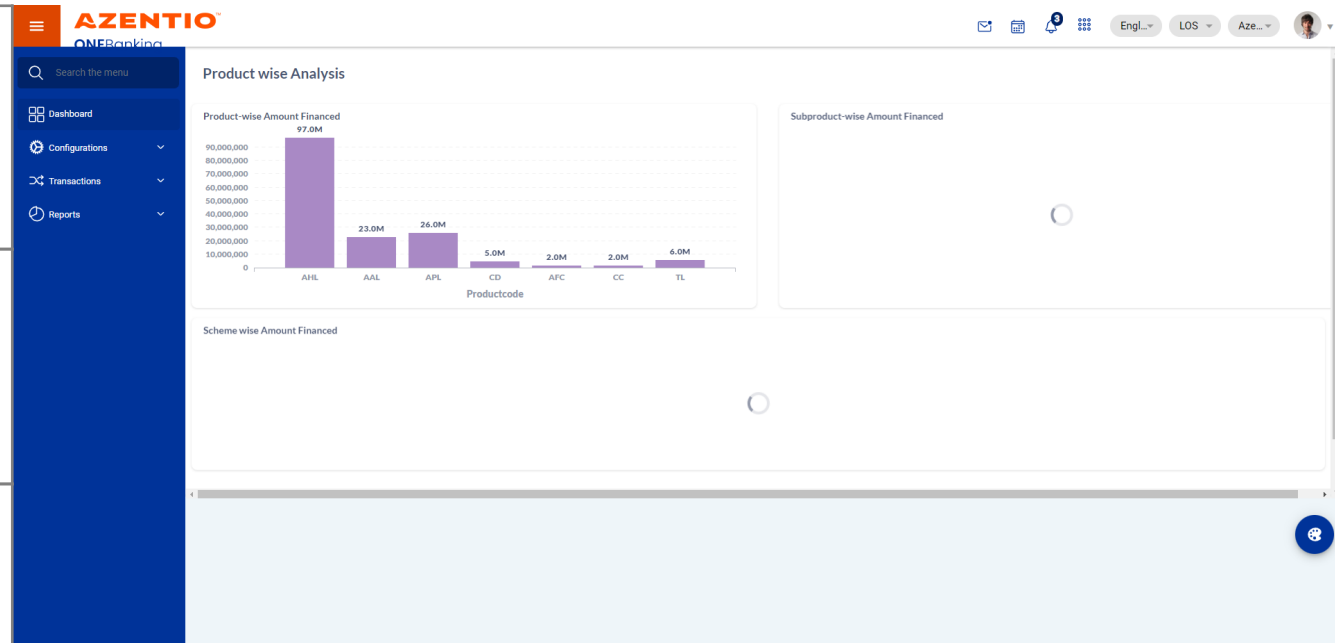 AZENTIO™
ONEBanking
3
Engl...
LOS
Aze...
Search the menu
Dashboard
Configurations
Transactions
Reports
Product wise Analysis
Product-wise Amount Financed
97.0M
90,000,000
80,000,000
70,000,000
60,000,000
50,000,000
40,000,000
30,000,000
20,000,000
10,000,000
0
23.0M
26.0M
5.0M
2.0M
2.0M
6.0M
AHL AAL APL CD AFC CC TL
Productcode
Subproduct-wise Amount Financed
Scheme wise Amount Financed